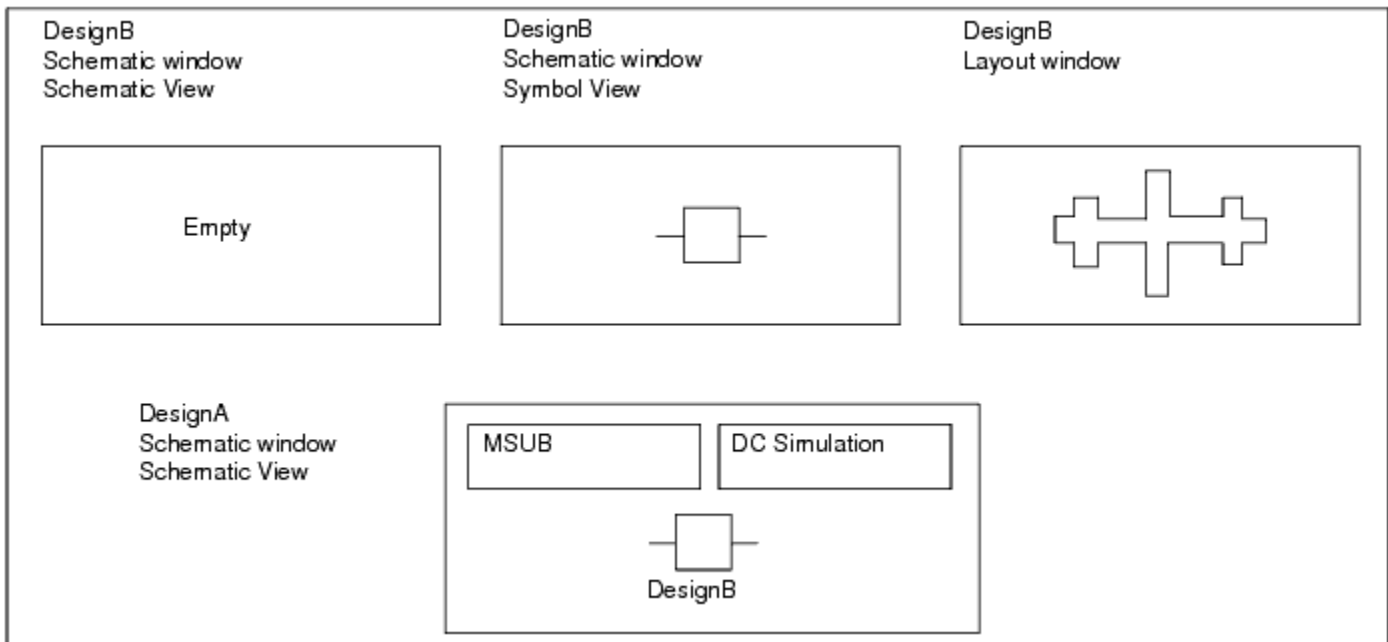 DesignB
Schematic window
Schematic View
DesignB
Schematic window
Symbol View
DesignB
Layout window
Empty
DesignA
Schematic window
Schematic View
MSUB
DC Simulation
DesignB